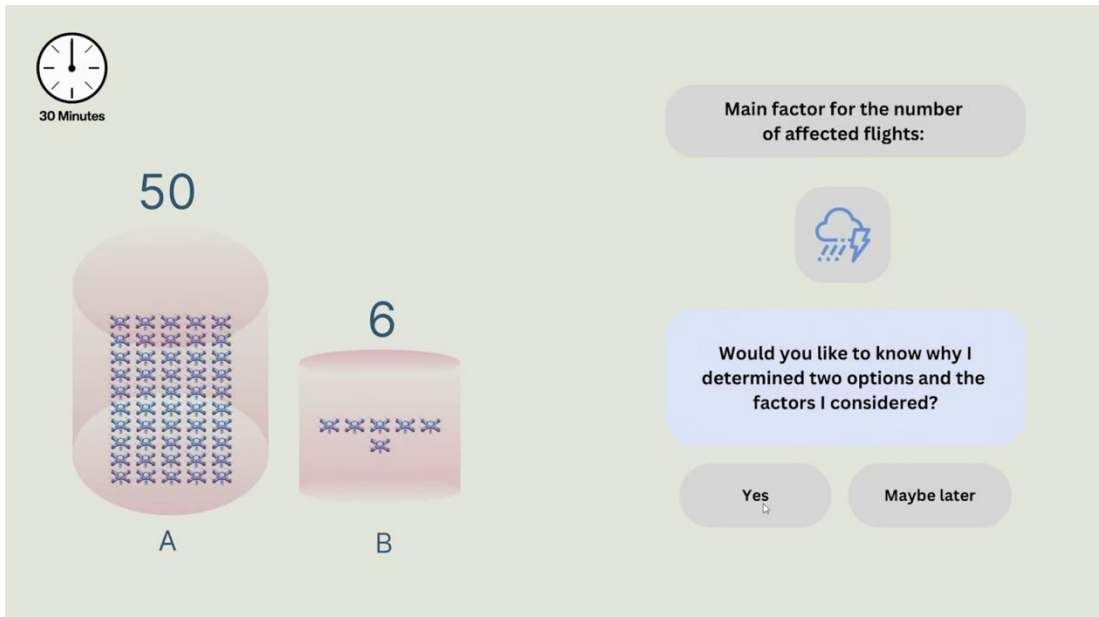 30 Minutes
50
6
A
B
Main factor for the number
of affected flights:
Would you like to know why I
determined two options and the
factors I considered?
Yes
Maybe later